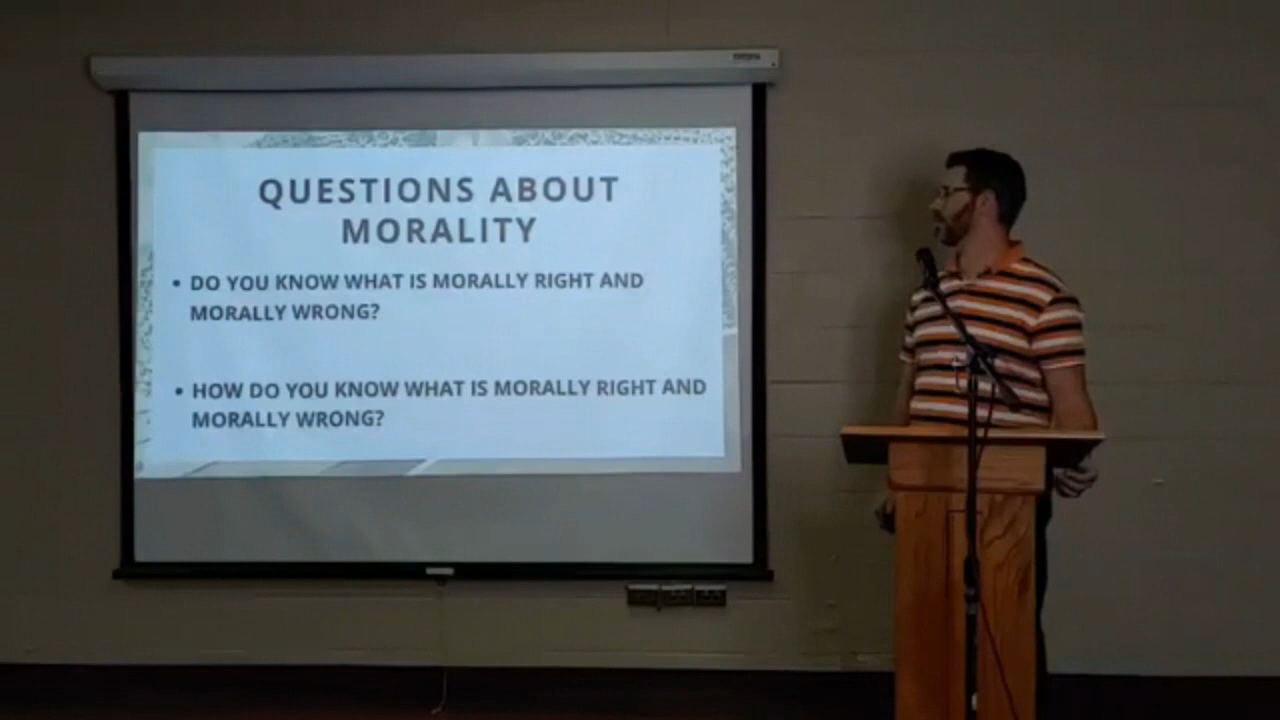 QUESTIONS ABOUT
MORALITY
• DO YOU KNOW WHAT IS MORALLY RIGHT AND
MORALLY WRONG?
• HOW DO YOU KNOW WHAT IS MORALLY RIGHT AND
MORALLY WRONG?